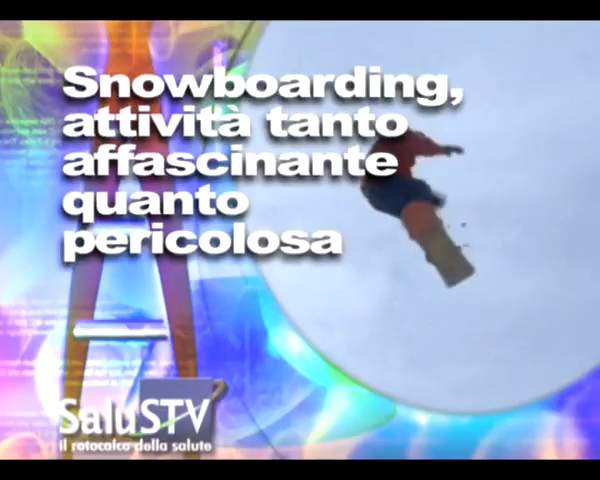 Snowboarding,
attività tanto
affascinante
quanto
pericolosa
SaluSTV
il rotocalco della salute